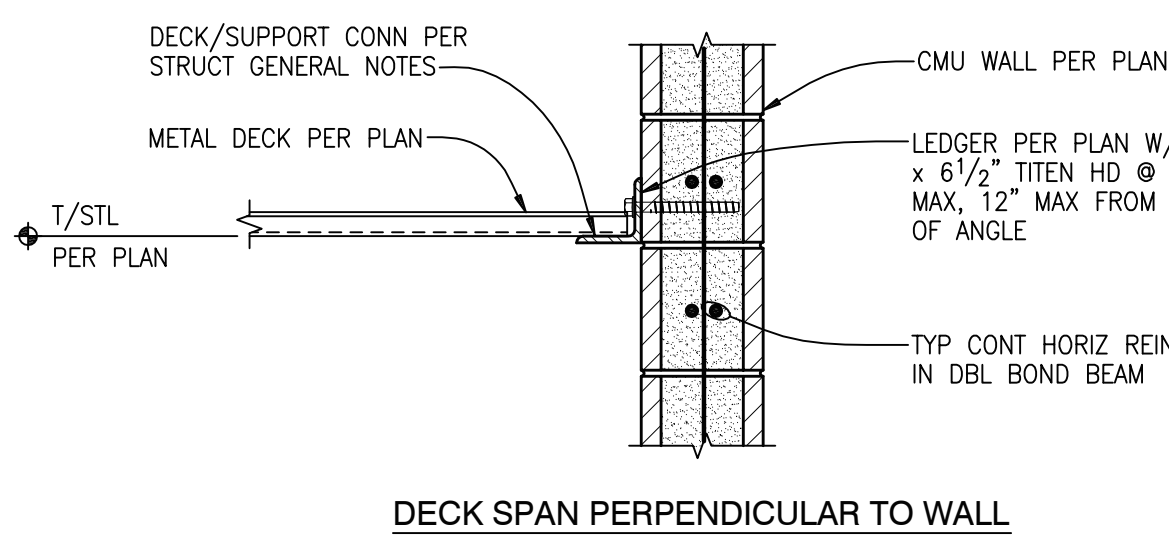 DECK/SUPPORT CONN PER
STRUCT GENERAL NOTES
METAL DECK PER PLAN
T/STL
PER PLAN
CMU WALL PER PLAN
LEDGER PER PLAN W/
x 6 1/2" TITEN HD @
MAX, 12" MAX FROM
OF ANGLE
TYP CONT HORIZ REIN
IN DBL BOND BEAM
DECK SPAN PERPENDICULAR TO WALL